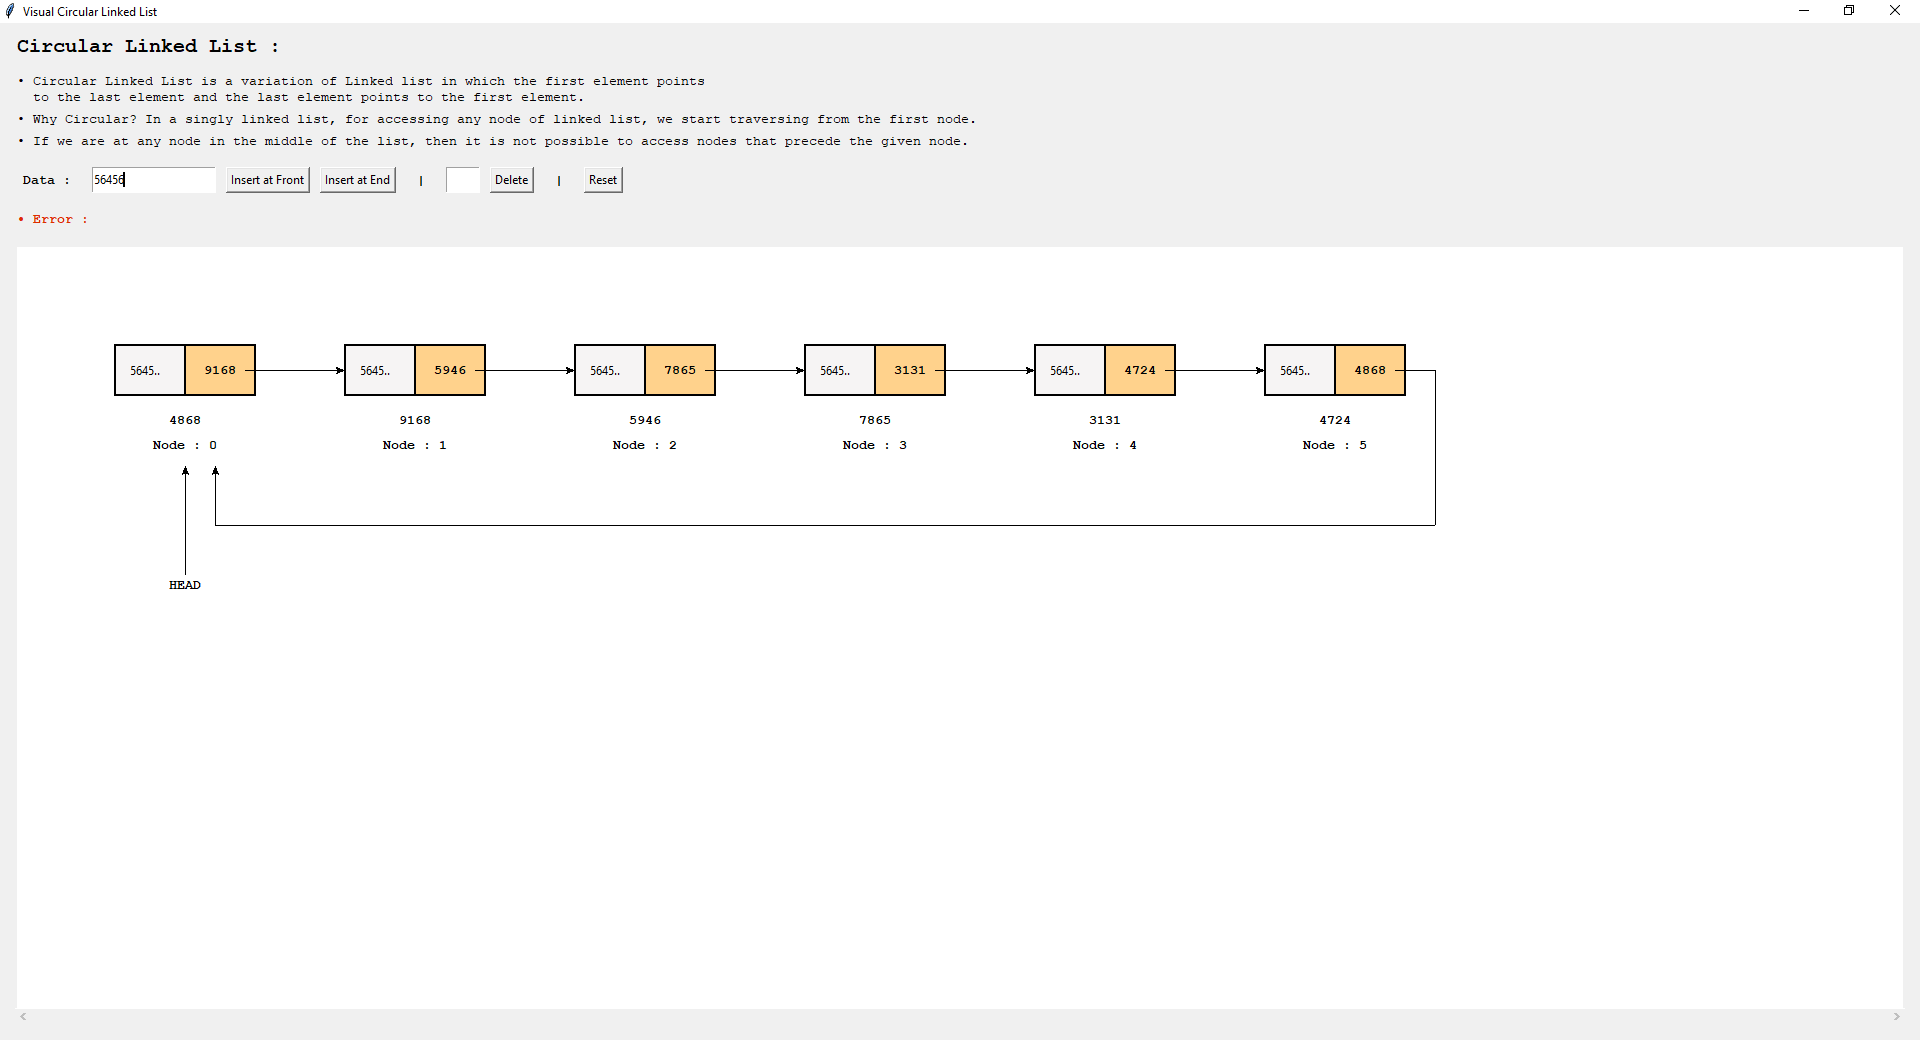 Visual Circular Linked List
Circular Linked List :
• Circular Linked List is a variation of Linked list in which the first element points
to the last element and the last element points to the first element.
• Why Circular? In a singly linked list, for accessing any node of linked list, we start traversing from the first node.
• If we are at any node in the middle of the list, then it is not possible to access nodes that precede the given node.
Data : 56456 Insert at Front Insert at End | Delete | Reset
• Error :
5645.. 9168 5645.. 5946 5645.. 7865 5645.. 3131 5645.. 4724 5645.. 4868
4868 9168 5946 7865 3131 4724
Node : 0 Node : 1 Node : 2 Node : 3 Node : 4 Node : 5
HEAD